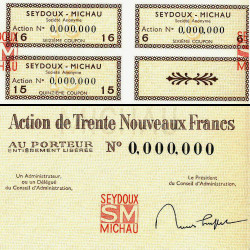 SEYDOUX - MICHAU
Société Anonyme
Action N° 0,000,000
16 SEIZIÈME COUPON 16
SEYDOUX - MICHAU
Société Anonyme
Action N° 0,000,000
6 SIXIÈME COUPON 6
SEYDOUX
MICHAU
SEYDOUX - MICHAU
Société Anonyme
Action N° 0,000,000
15 QUINZIÈME COUPON 15
Action de Trente Nouveaux Francs
AU PORTEUR N° 0,000,000
ENTIÈREMENT LIBÉRÉE
Un Administrateur,
ou un Délégué
du Conseil d'Administration,
Le Président
du Conseil d'Administration,
SEYDOUX
SM
MICHAU